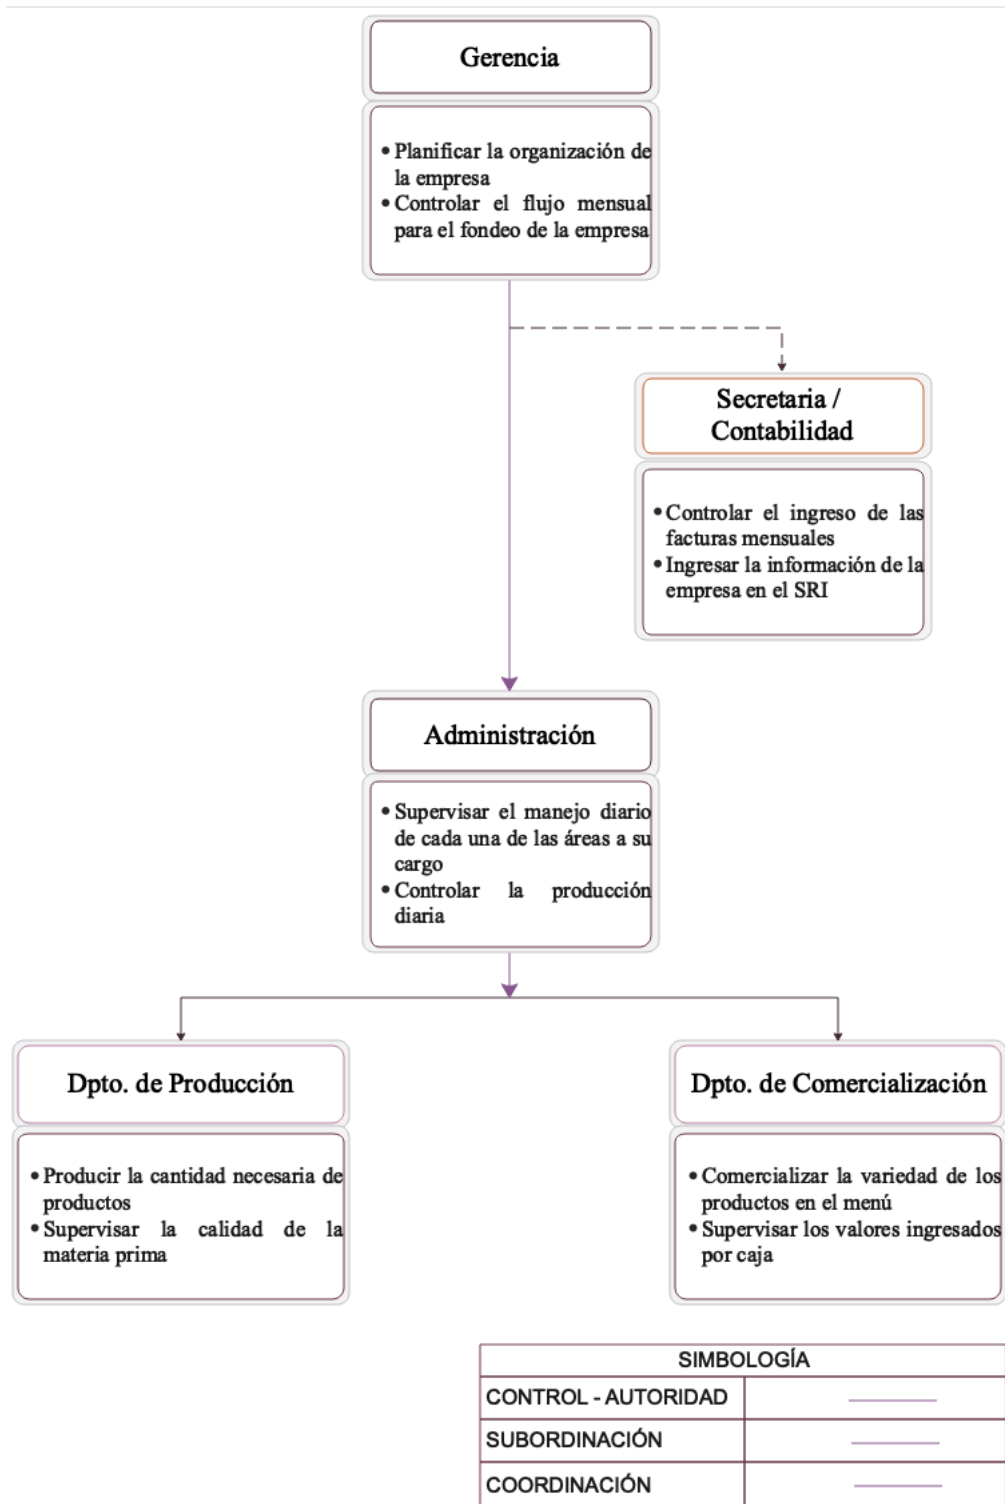 Gerencia
• Planificar la organización de
la empresa
• Controlar el flujo mensual
para el fondeo de la empresa
Secretaria /
Contabilidad
• Controlar el ingreso de las
facturas mensuales
• Ingresar la información de la
empresa en el SRI
Administración
• Supervisar el manejo diario
de cada una de las áreas a su
cargo
• Controlar la producción
diaria
Dpto. de Producción
• Producir la cantidad necesaria de
productos
• Supervisar la calidad de la
materia prima
Dpto. de Comercialización
• Comercializar la variedad de los
productos en el menú
• Supervisar los valores ingresados
por caja
SIMBOLOGÍA
CONTROL - AUTORIDAD
SUBORDINACIÓN
COORDINACIÓN